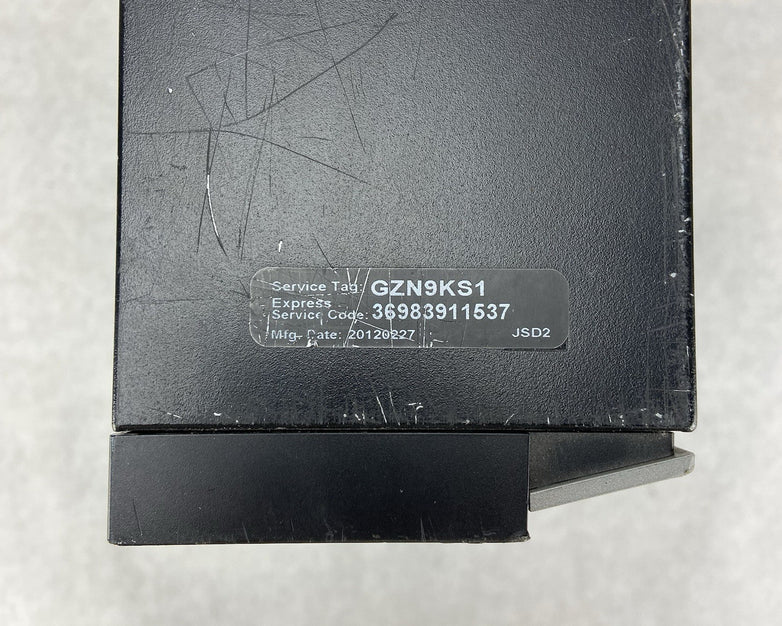 Service Tag: GZN9KS1
Express
Service Code: 36983911537
Mfg. Date: 20120227 JSD2